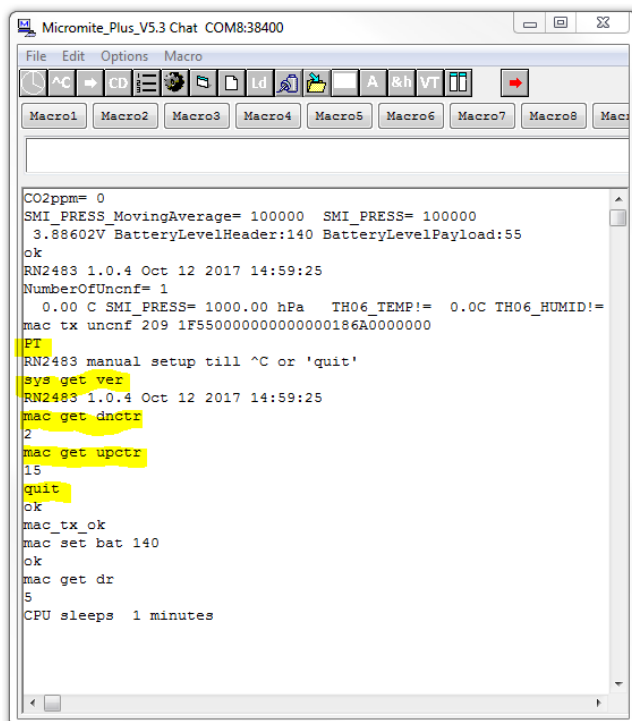 Micromite_Plus_V5.3 Chat COM8:38400
File Edit Options Macro
^C CD Ld A &h VT
Macro1 Macro2 Macro3 Macro4 Macro5 Macro6 Macro7 Macro8 Mac
CO2ppm= 0
SMI_PRESS_MovingAverage= 100000 SMI_PRESS= 100000
3.88602V BatteryLevelHeader:140 BatteryLevelPayload:55
ok
RN2483 1.0.4 Oct 12 2017 14:59:25
NumberOfUncnf= 1
0.00 C SMI_PRESS= 1000.00 hPa TH06_TEMP!= 0.0C TH06_HUMID!=
mac tx uncnf 209 1F550000000000000186A0000000
PT
RN2483 manual setup till ^C or 'quit'
sys get ver
RN2483 1.0.4 Oct 12 2017 14:59:25
mac get dnctr
2
mac get upctr
15
quit
ok
mac_tx_ok
mac set bat 140
ok
mac get dr
5
CPU sleeps 1 minutes